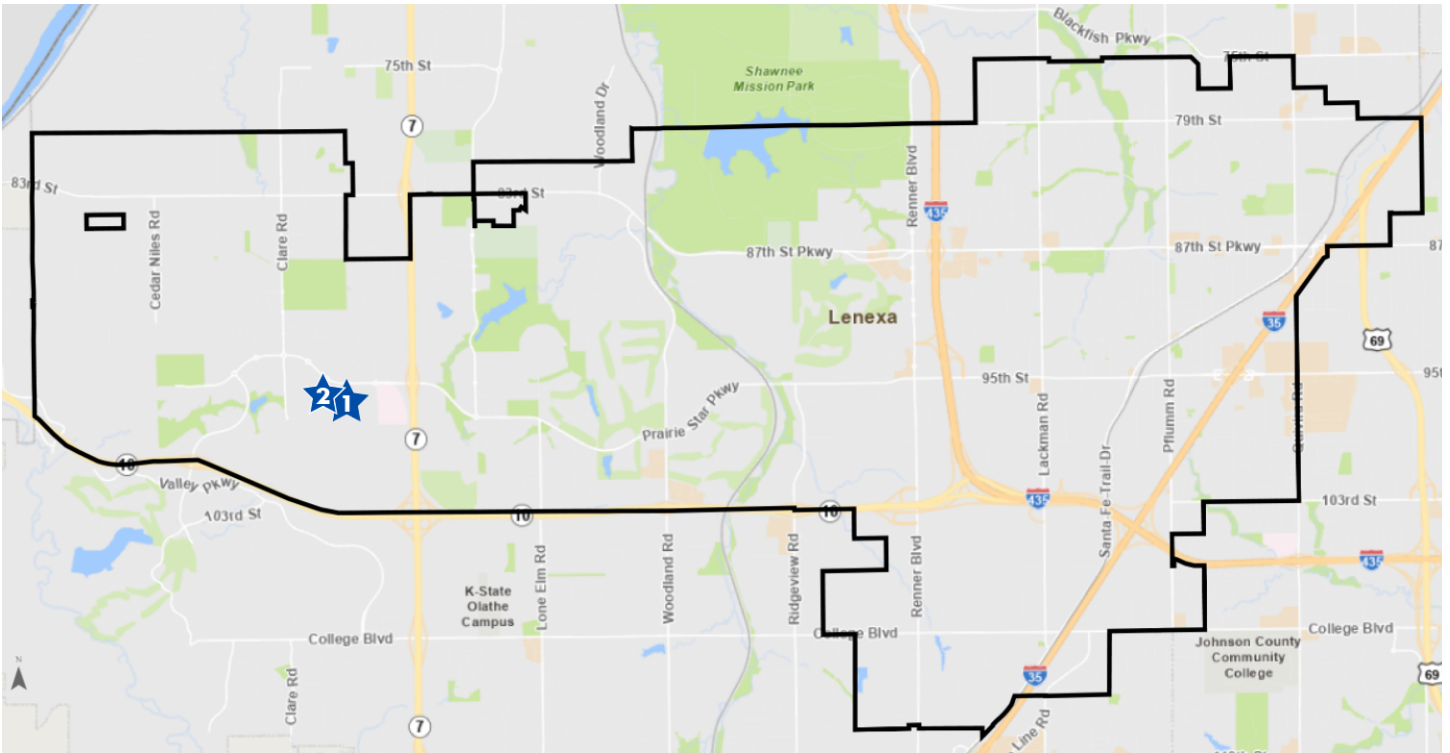 Blackfish Pkwy
75th St
75th St
Shawnee
Mission Park
Woodland Dr
7
79th St
83rd St
83rd St
Renner Blvd
435
Cedar Niles Rd
Clare Rd
87th St Pkwy
87th St Pkwy
87
Lenexa
35
69
2
1
95th St
95t
Prairie Star Pkwy
Lackman Rd
Pflumm Rd
Quivira Rd
7
10
Valley Pkwy
103rd St
10
10
435
Santa Fe Trail Dr
103rd St
435
Lone Elm Rd
Woodland Rd
Ridgeview Rd
Renner Blvd
K-State
Olathe
Campus
College Blvd
College Blvd
College Blvd
Johnson County
Community
College
N
Clare Rd
35
69
7
Line Rd